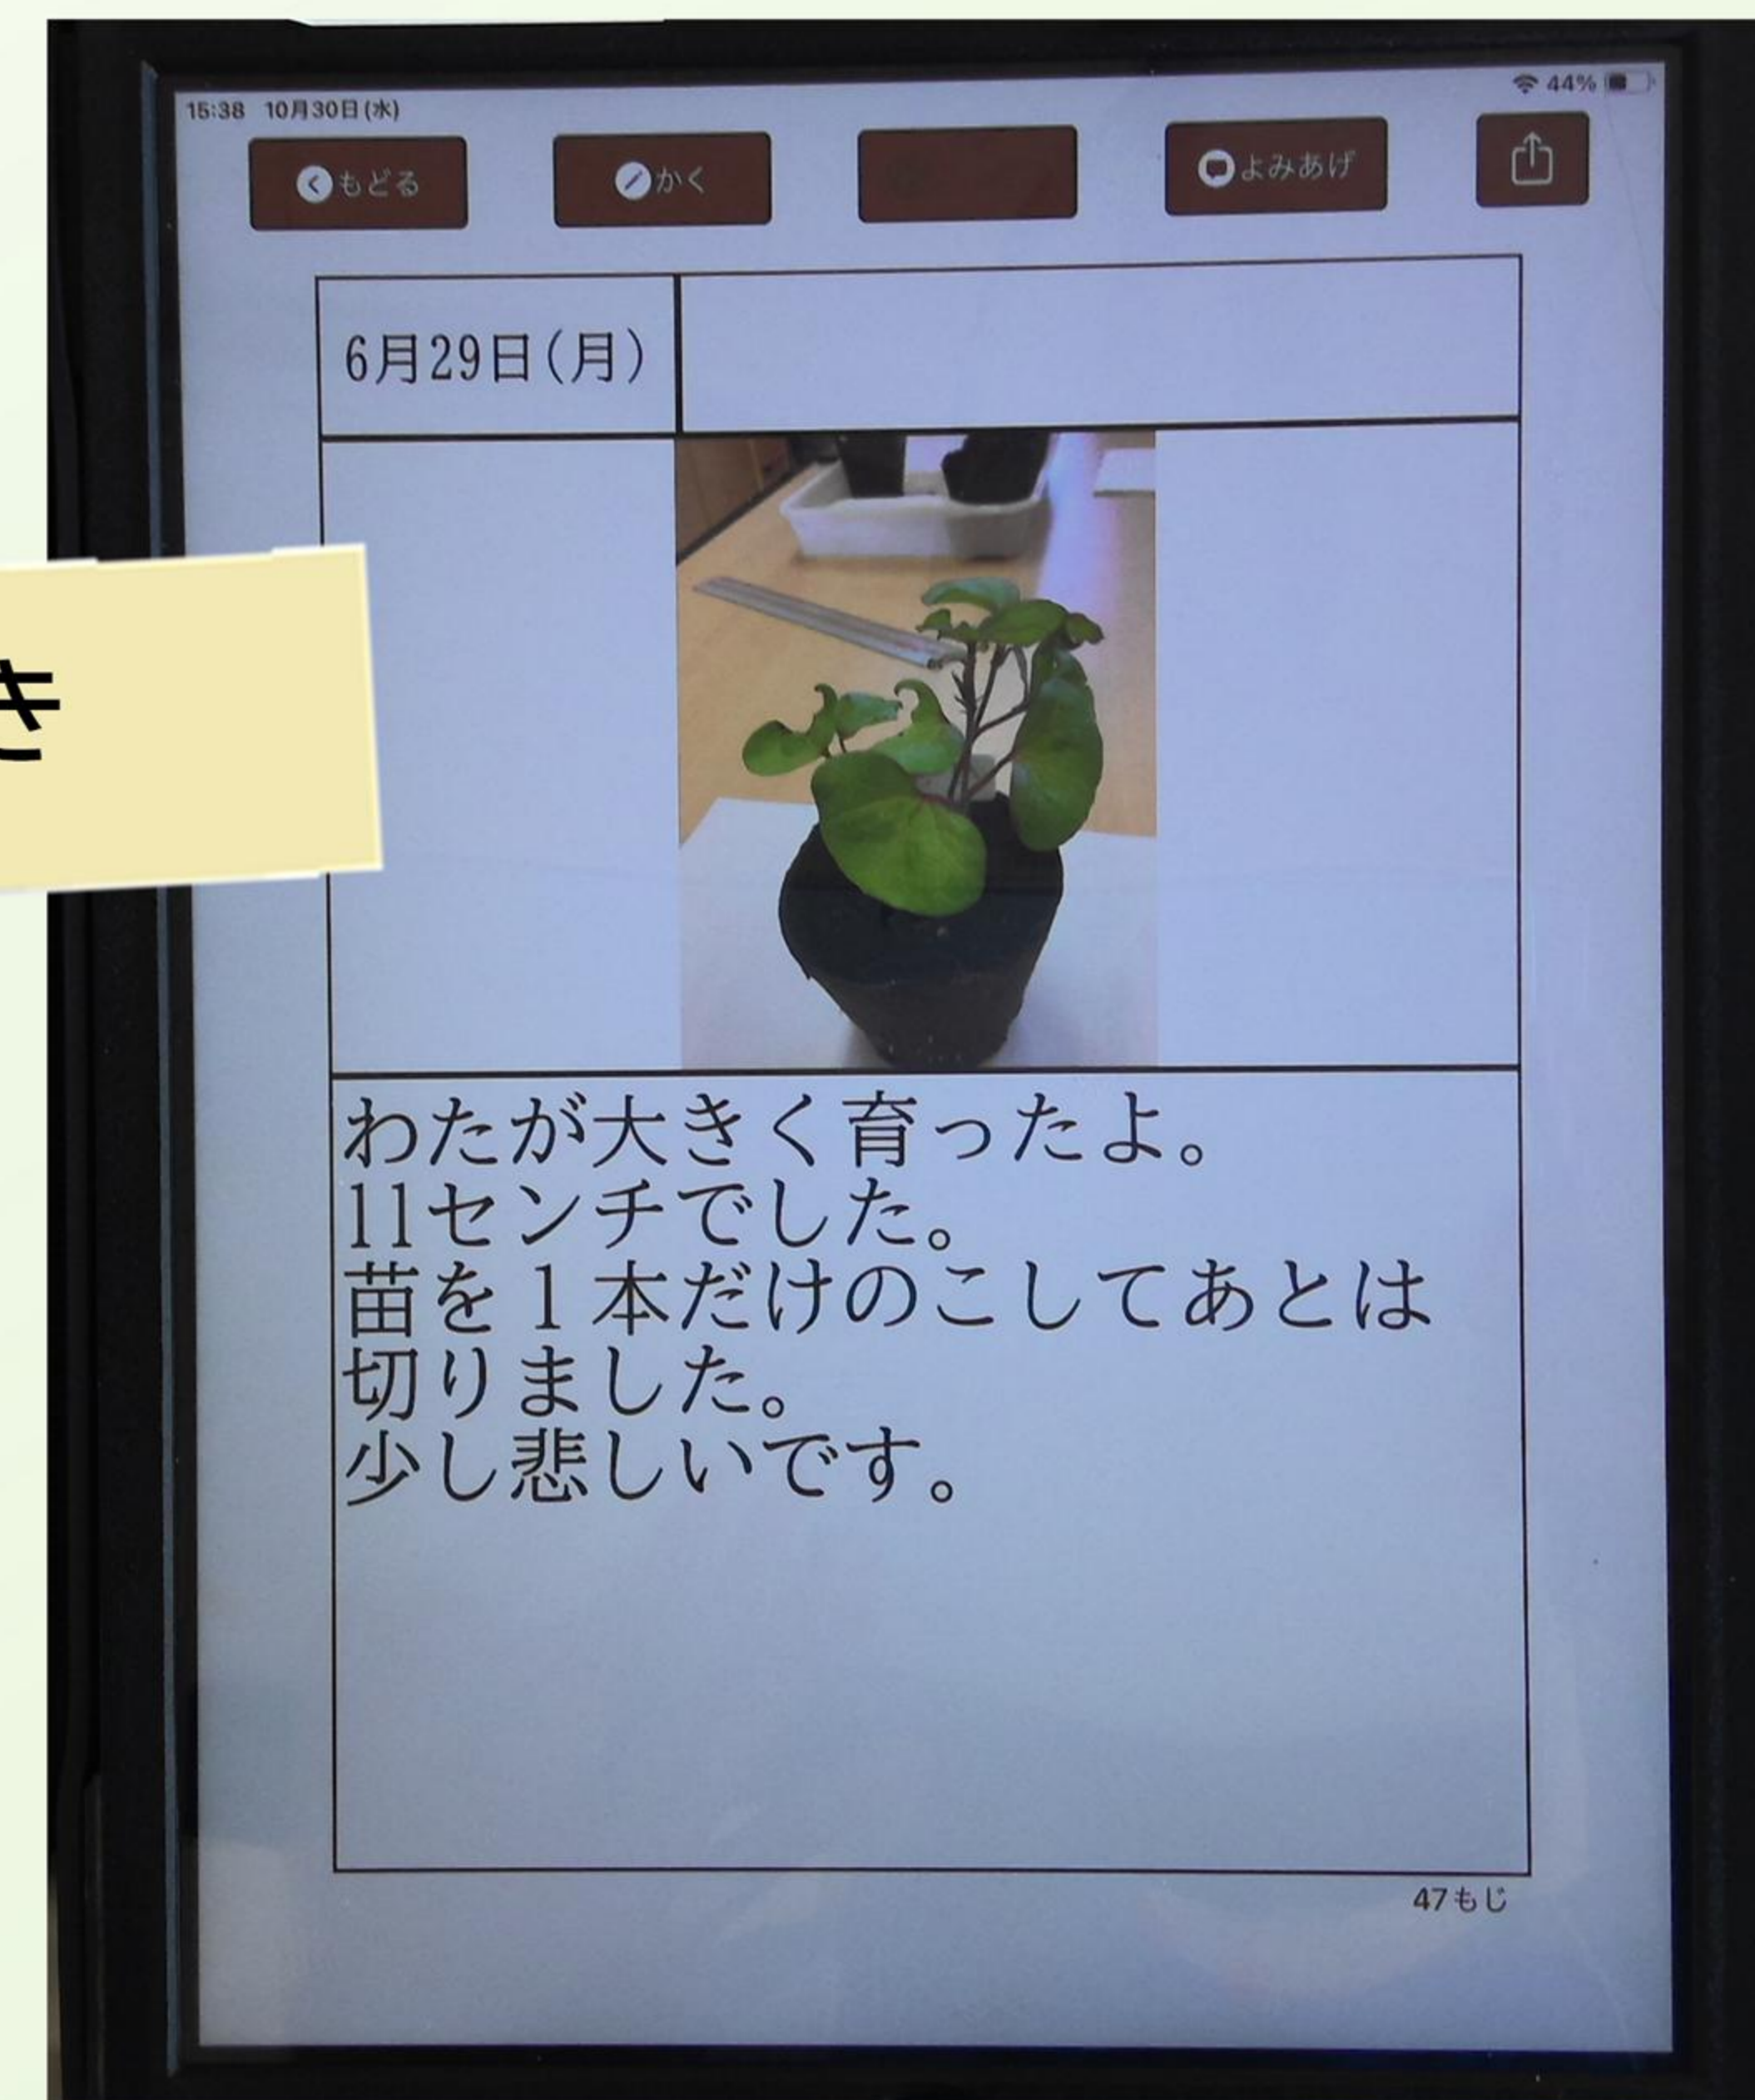 15:38 10月30日(水)
44%
もどる
かく
よみあげ
6月29日(月)
き
わたが大きく育ったよ。
11センチでした。
苗を1本だけのこしてあとは
切りました。
少し悲しいです。
47もじ